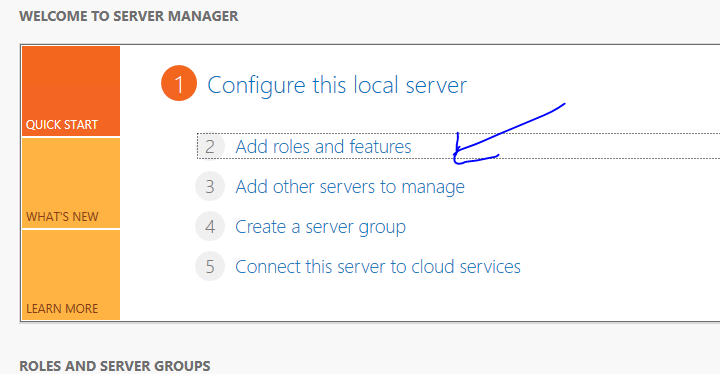 WELCOME TO SERVER MANAGER
1 Configure this local server
QUICK START
2 Add roles and features
3 Add other servers to manage
WHAT'S NEW
4 Create a server group
5 Connect this server to cloud services
LEARN MORE
ROLES AND SERVER GROUPS